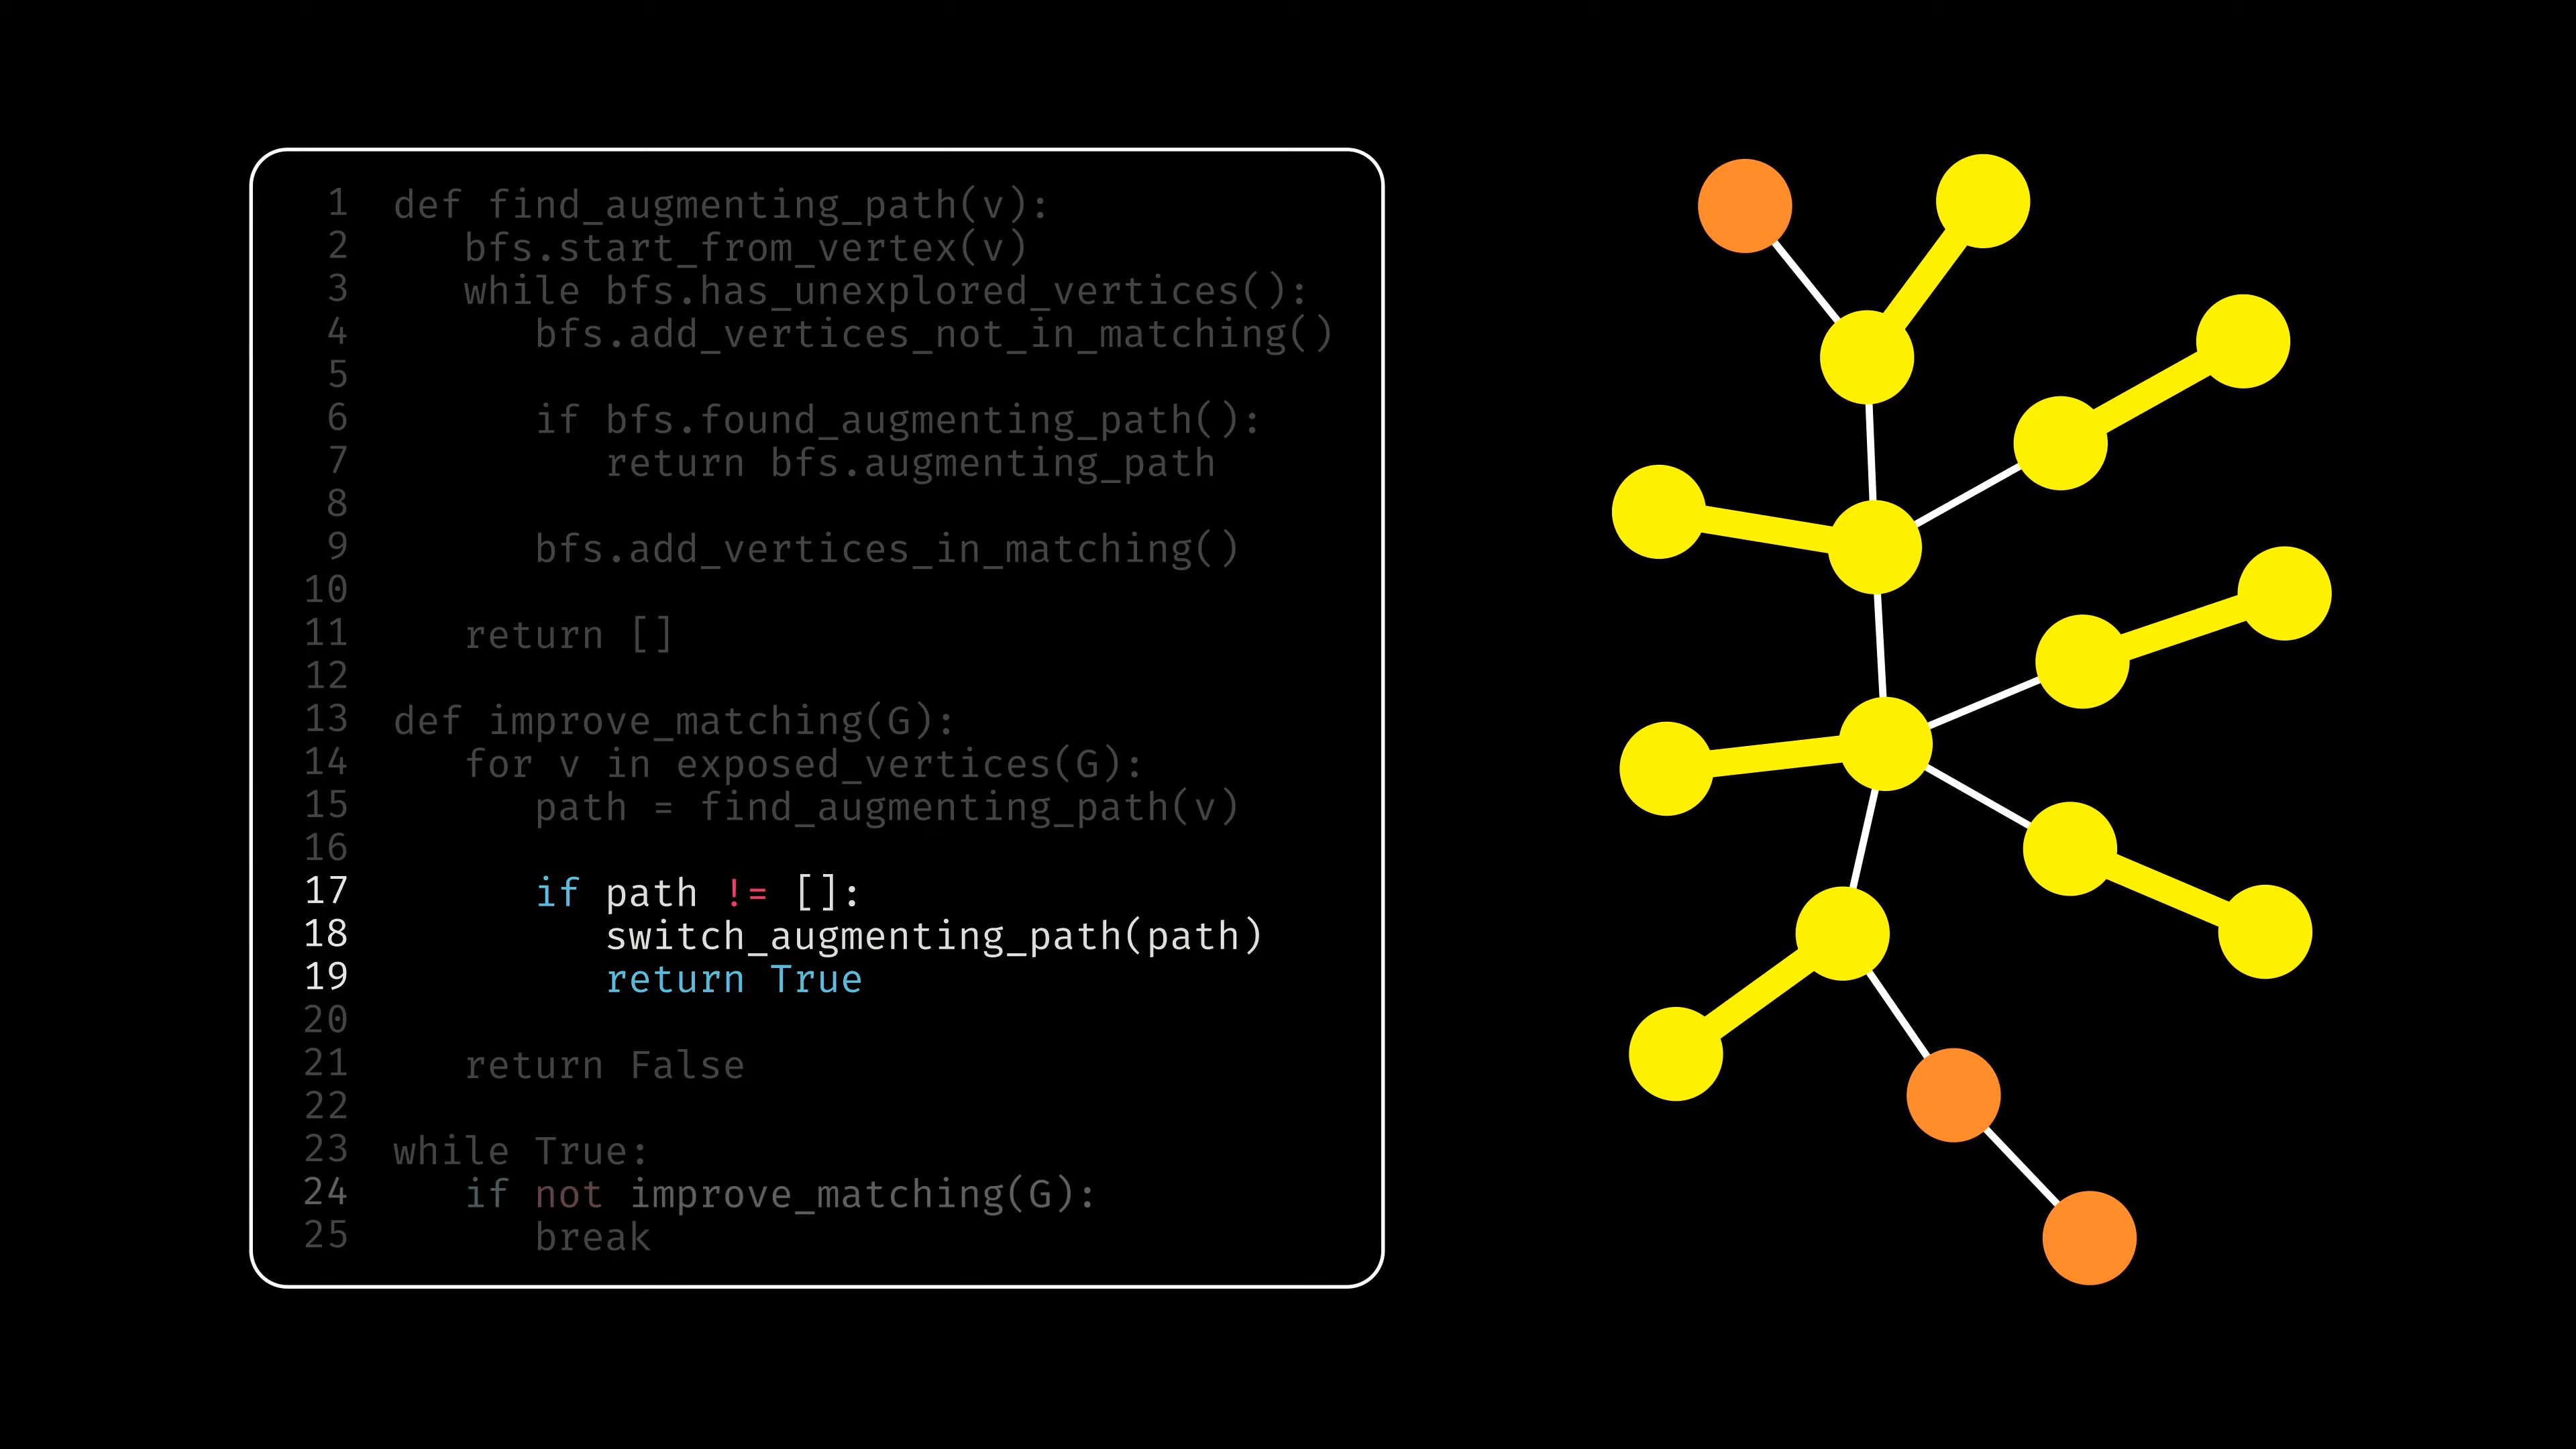 1 def find_augmenting_path(v):
2 bfs.start_from_vertex(v)
3 while bfs.has_unexplored_vertices():
4 bfs.add_vertices_not_in_matching()
5
6 if bfs.found_augmenting_path():
7 return bfs.augmenting_path
8
9 bfs.add_vertices_in_matching()
10
11 return []
12
13 def improve_matching(G):
14 for v in exposed_vertices(G):
15 path = find_augmenting_path(v)
16
17 if path != []:
18 switch_augmenting_path(path)
19 return True
20
21 return False
22
23 while True:
24 if not improve_matching(G):
25 break